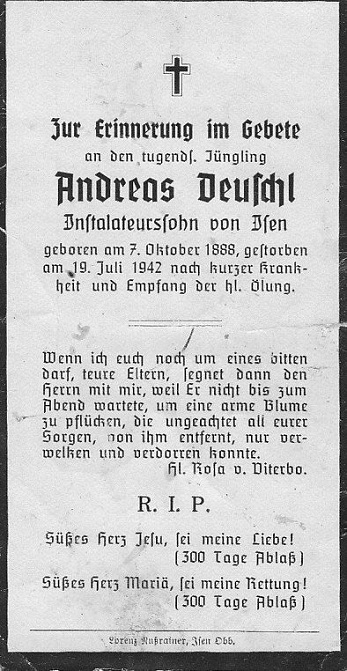 Zur Erinnerung im Gebete
an den tugends. Jüngling
Andreas Deuschl
Instalateurssohn von Isen
geboren am 7. Oktober 1888, gestorben
am 19. Juli 1942 nach kurzer Krank-
heit und Empfang der hl. Ölung.
Wenn ich euch noch um eines bitten
darf, teure Eltern, segnet dann den
Herrn mit mir, weil Er nicht bis zum
Abend wartete, um eine arme Blume
zu pflücken, die ungeachtet all eurer
Sorgen, von ihm entfernt, nur ver-
welken und verdorren konnte.
Hl. Rosa v. Viterbo.
R. I. P.
Süßes Herz Jesu, sei meine Liebe!
(300 Tage Ablaß)
Süßes Herz Mariä, sei meine Rettung!
(300 Tage Ablaß)
Lorenz Nußrainer, Isen Obb.